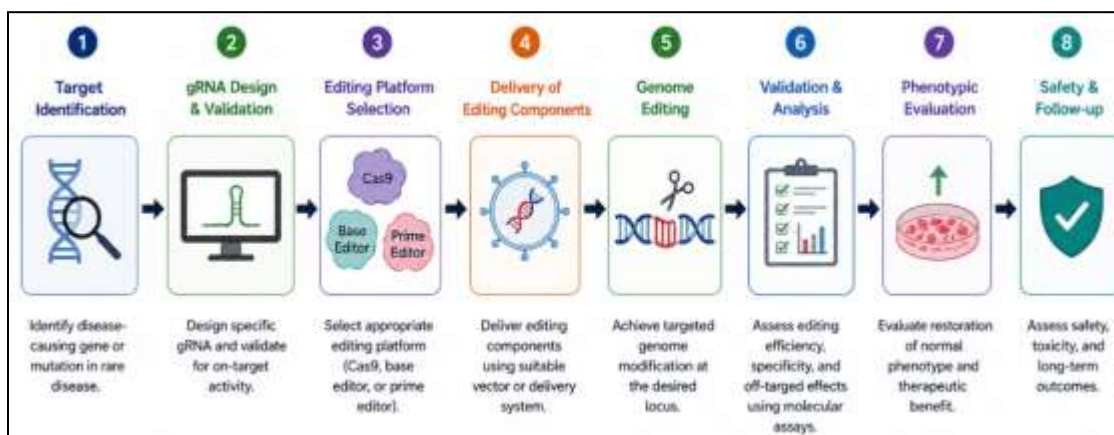 1
Target
Identification
Identify disease-
causing gene or
mutation in rare
disease.
2
gRNA Design
& Validation
Design specific
gRNA and validate
for on-target
activity.
3
Editing Platform
Selection
Cas9
Base
Editor
Prime
Editor
Select appropriate
editing platform
(Cas9, base
editor, or prime
editor).
4
Delivery of
Editing Components
Deliver editing
components
using suitable
vector or delivery
system.
5
Genome
Editing
Achieve targeted
genome
modification at
the desired
locus.
6
Validation &
Analysis
Assess editing
efficiency,
specificity, and
off-targeted effects
using molecular
assays.
7
Phenotypic
Evaluation
Evaluate restoration
of normal
phenotype and
therapeutic
benefit.
8
Safety &
Follow-up
Assess safety,
toxicity, and
long-term
outcomes.